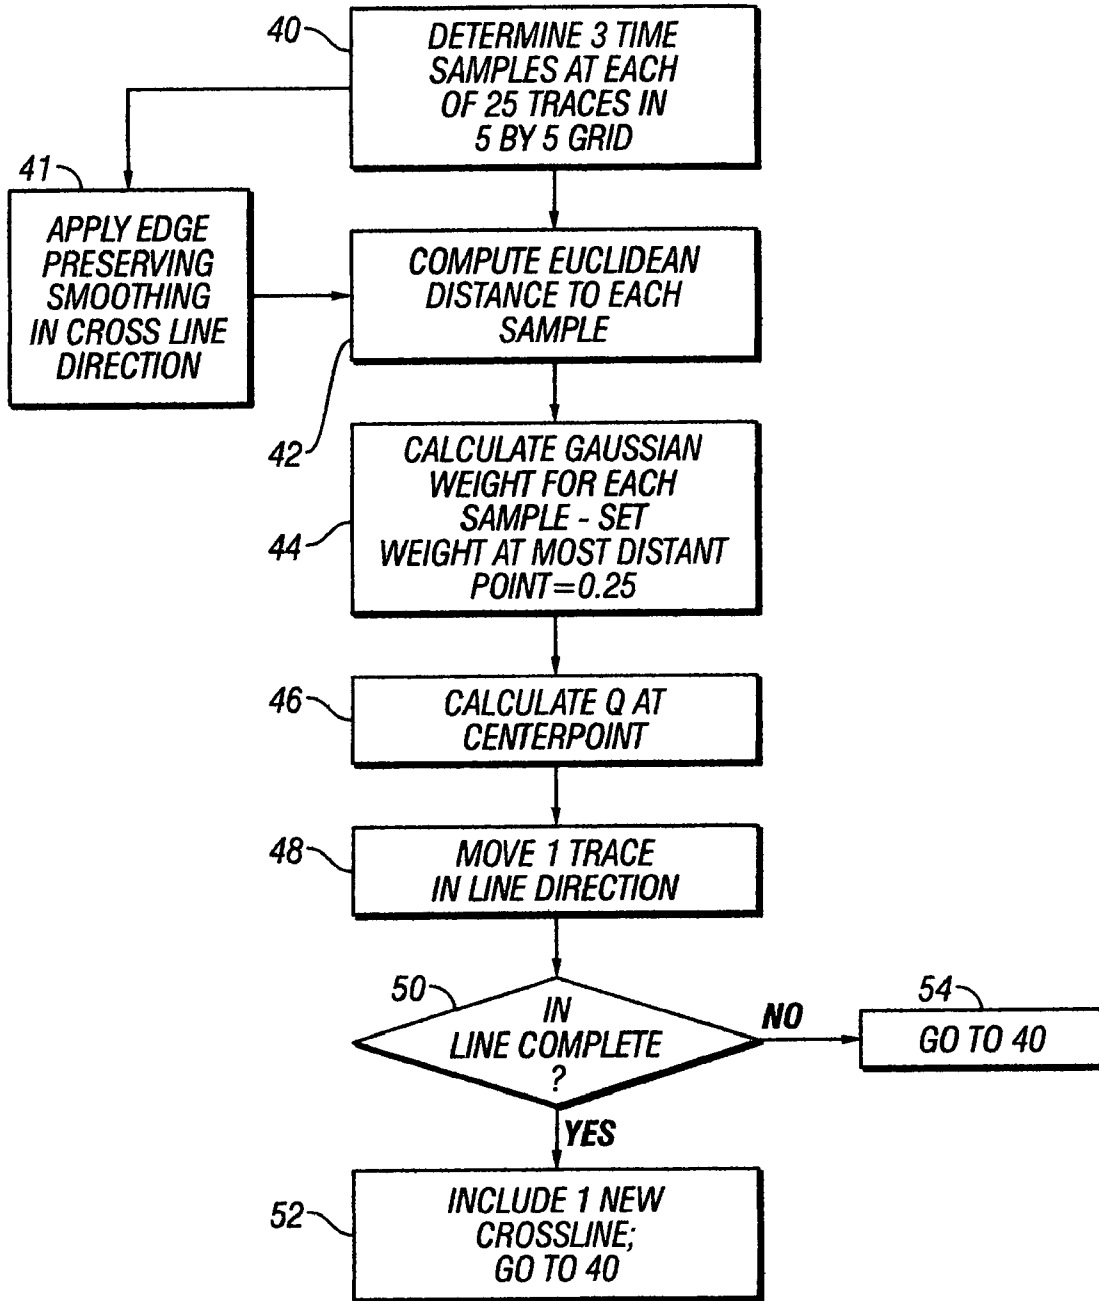 40
DETERMINE 3 TIME
SAMPLES AT EACH
OF 25 TRACES IN
5 BY 5 GRID
41
APPLY EDGE
PRESERVING
SMOOTHING
IN CROSS LINE
DIRECTION
COMPUTE EUCLIDEAN
DISTANCE TO EACH
SAMPLE
42
CALCULATE GAUSSIAN
WEIGHT FOR EACH
SAMPLE - SET
WEIGHT AT MOST DISTANT
POINT=0.25
44
46
CALCULATE Q AT
CENTERPOINT
48
MOVE 1 TRACE
IN LINE DIRECTION
50
IN
LINE COMPLETE
?
NO
54
GO TO 40
YES
52
INCLUDE 1 NEW
CROSSLINE;
GO TO 40